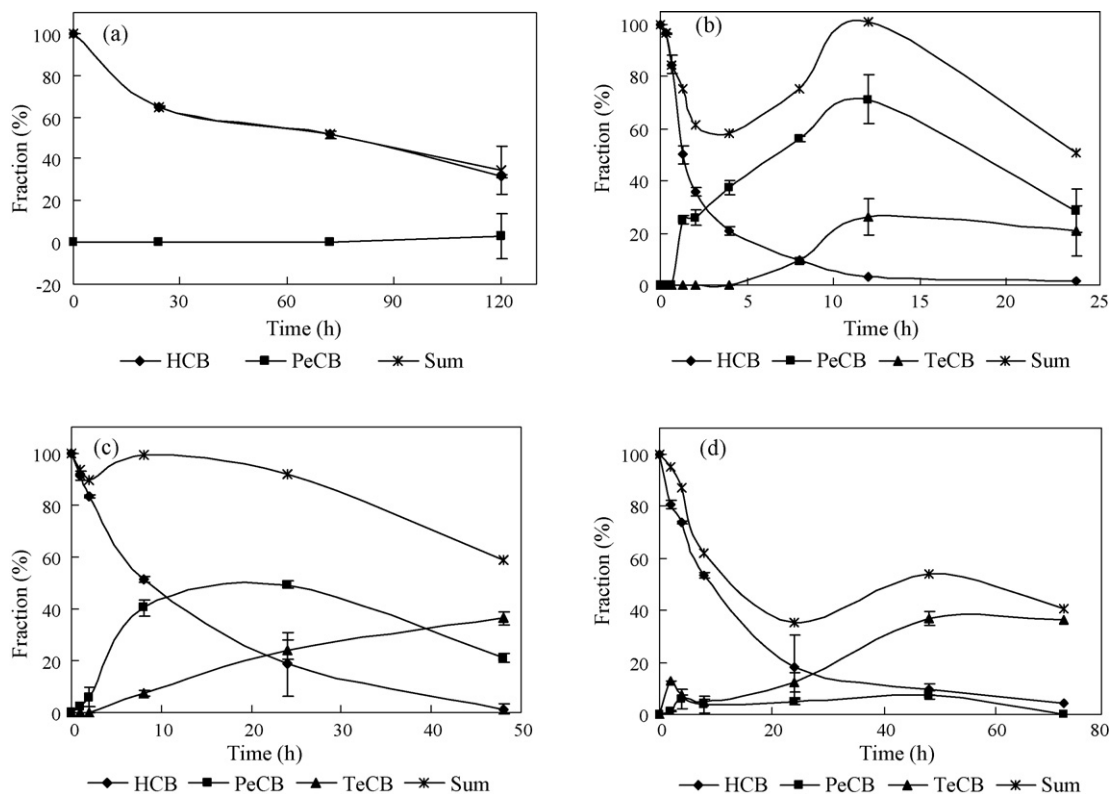 (a)
Fraction (%)
100
80
60
40
20
0
-20
0 30 60 90 120
Time (h)
HCB PeCB Sum
(b)
Fraction (%)
100
80
60
40
20
0
0 5 10 15 20 25
Time (h)
HCB PeCB TeCB Sum
(c)
Fraction (%)
100
80
60
40
20
0
0 10 20 30 40 50
Time (h)
HCB PeCB TeCB Sum
(d)
Fraction (%)
100
80
60
40
20
0
0 20 40 60 80
Time (h)
HCB PeCB TeCB Sum